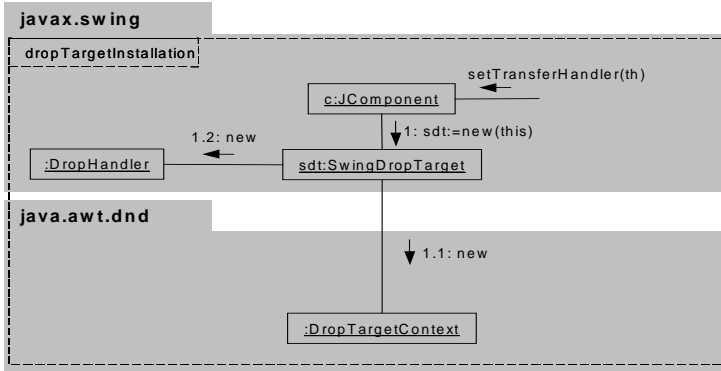 javax.swing
dropTargetInstallation
setTransferHandler(th)
c:JComponent
1: sdt:=new(this)
1.2: new
:DropHandler
sdt:SwingDropTarget
java.awt.dnd
1.1: new
:DropTargetContext